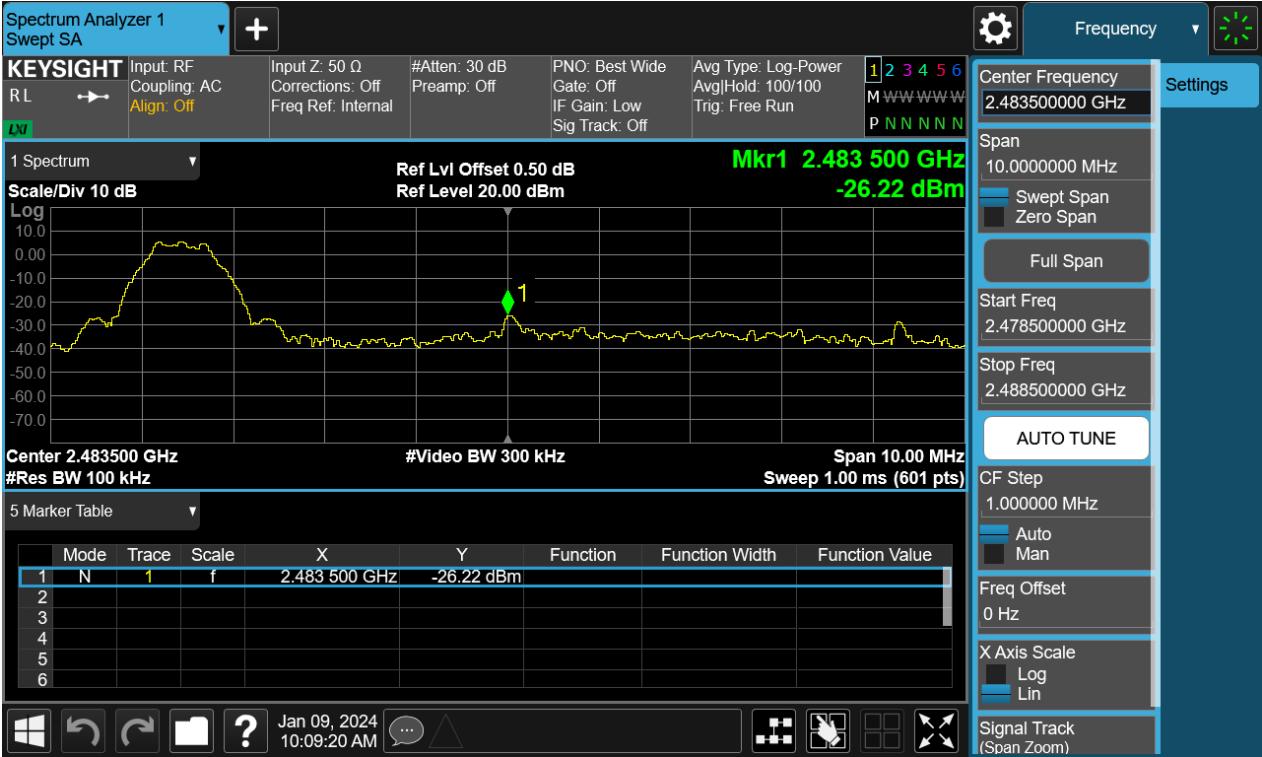 Spectrum Analyzer 1
Swept SA
Frequency
KEYSIGHT
R L
LXI
Input: RF
Coupling: AC
Align: Off
Input Z: 50 Ω
Corrections: Off
Freq Ref: Internal
#Atten: 30 dB
Preamp: Off
PNO: Best Wide
Gate: Off
IF Gain: Low
Sig Track: Off
Avg Type: Log-Power
Avg|Hold: 100/100
Trig: Free Run
1 2 3 4 5 6
M W W W W W W
P N N N N N
1 Spectrum
Scale/Div 10 dB
Ref Lvl Offset 0.50 dB
Ref Level 20.00 dBm
Mkr1 2.483 500 GHz
-26.22 dBm
Log
10.0
0.00
-10.0
-20.0
-30.0
-40.0
-50.0
-60.0
-70.0
1
Center 2.483500 GHz
#Video BW 300 kHz
Span 10.00 MHz
#Res BW 100 kHz
Sweep 1.00 ms (601 pts)
5 Marker Table
Mode Trace Scale X Y Function Function Width Function Value
1 N 1 f 2.483 500 GHz -26.22 dBm
2
3
4
5
6
Jan 09, 2024
10:09:20 AM
?
Center Frequency
2.483500000 GHz
Settings
Span
10.0000000 MHz
Swept Span
Zero Span
Full Span
Start Freq
2.478500000 GHz
Stop Freq
2.488500000 GHz
AUTO TUNE
CF Step
1.000000 MHz
Auto
Man
Freq Offset
0 Hz
X Axis Scale
Log
Lin
Signal Track
(Span Zoom)